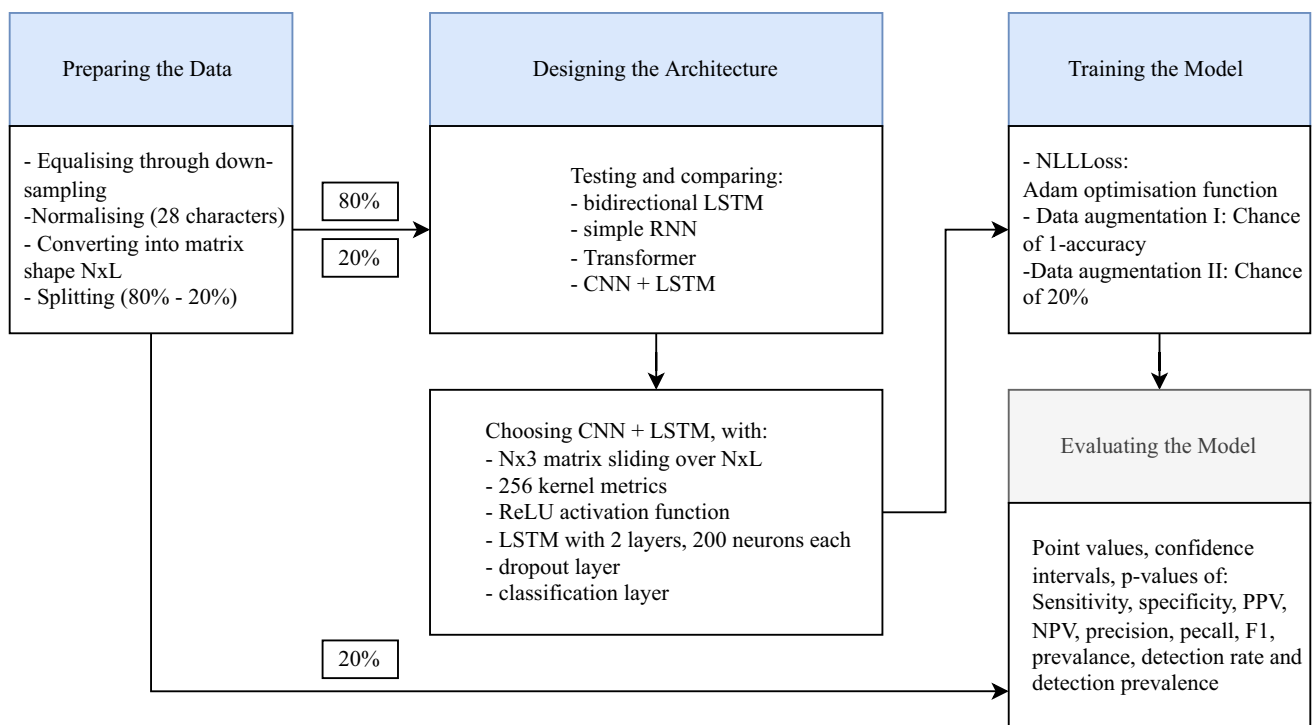 Preparing the Data
- Equalising through down-
sampling
-Normalising (28 characters)
- Converting into matrix
shape NxL
- Splitting (80% - 20%)
80%
20%
Designing the Architecture
Testing and comparing:
- bidirectional LSTM
- simple RNN
- Transformer
- CNN + LSTM
Choosing CNN + LSTM, with:
- Nx3 matrix sliding over NxL
- 256 kernel metrics
- ReLU activation function
- LSTM with 2 layers, 200 neurons each
- dropout layer
- classification layer
Training the Model
- NLLLoss:
Adam optimisation function
- Data augmentation I: Chance
of 1-accuracy
-Data augmentation II: Chance
of 20%
20%
Evaluating the Model
Point values, confidence
intervals, p-values of:
Sensitivity, specificity, PPV,
NPV, precision, pecall, F1,
prevalance, detection rate and
detection prevalence